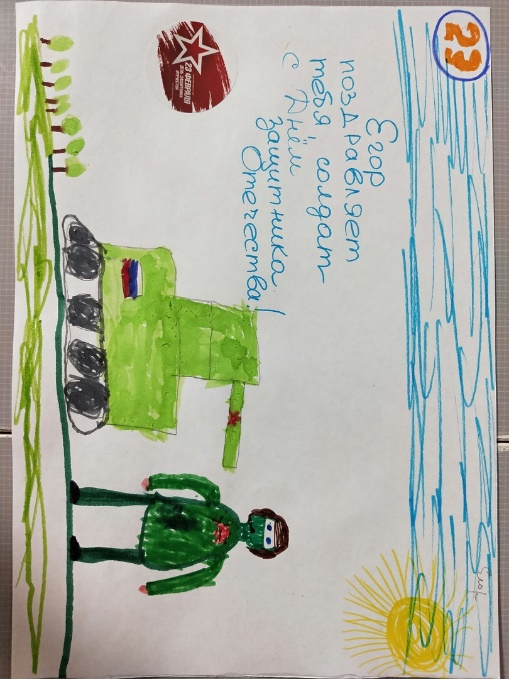 23
Егор
поздравляет
тебя, солдат
с Днём
защитника
Отечества!
23 ФЕВРАЛЯ